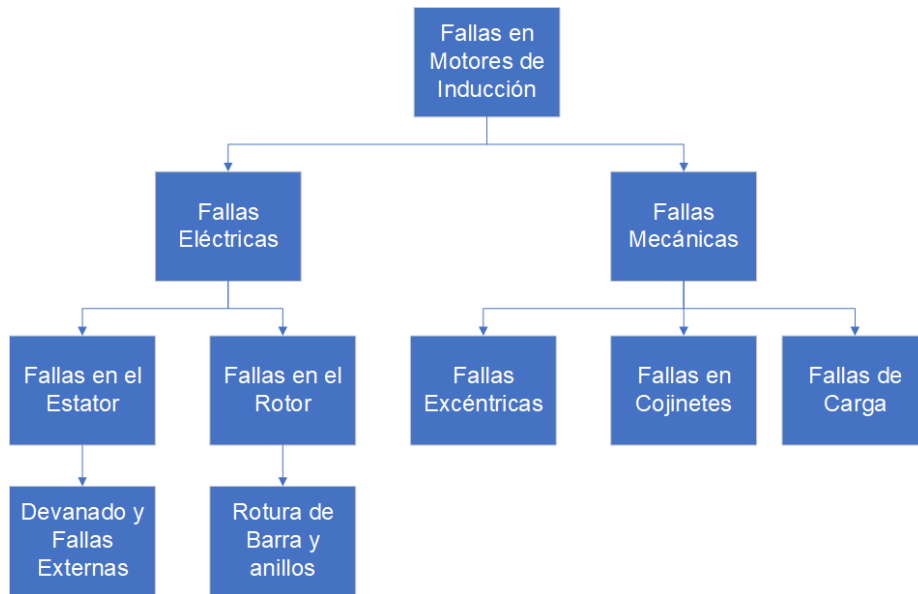 Fallas en
Motores de
Inducción
Fallas
Eléctricas
Fallas
Mecánicas
Fallas en el
Estator
Fallas en el
Rotor
Fallas
Excéntricas
Fallas en
Cojinetes
Fallas de
Carga
Devanado y
Fallas
Externas
Rotura de
Barra y
anillos